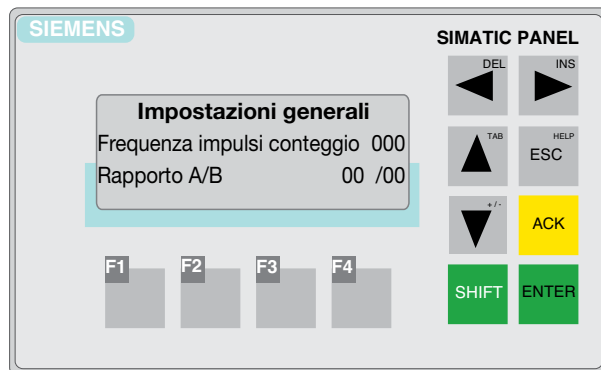 SIEMENS
SIMATIC PANEL
DEL
INS
Impostazioni generali
Frequenza impulsi conteggio 000
Rapporto A/B 00 /00
TAB
HELP
ESC
+ / -
ACK
F1
F2
F3
F4
SHIFT
ENTER